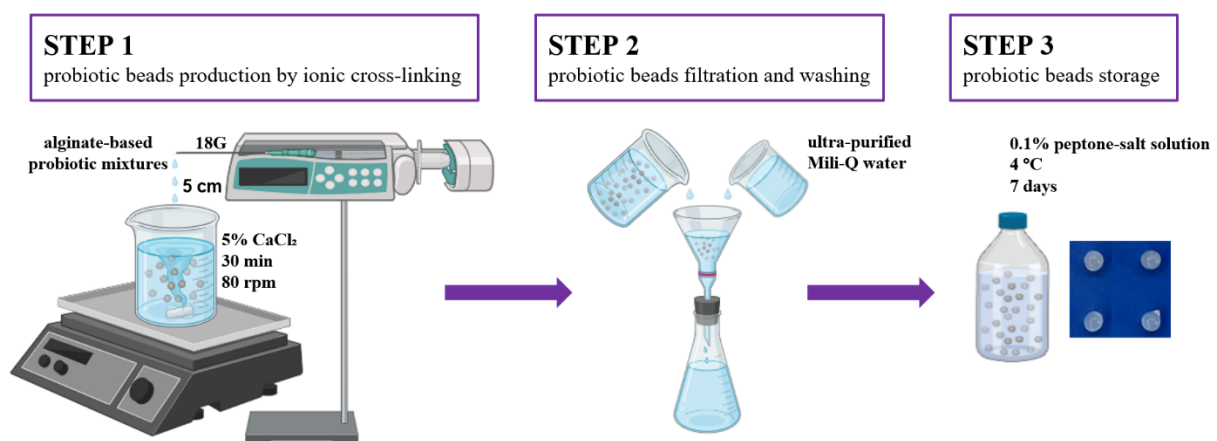 STEP 1
probiotic beads production by ionic cross-linking
alginate-based
probiotic mixtures
18G
5 cm
5% CaCl₂
30 min
80 rpm
STEP 2
probiotic beads filtration and washing
ultra-purified
Mili-Q water
STEP 3
probiotic beads storage
0.1% peptone-salt solution
4 °C
7 days